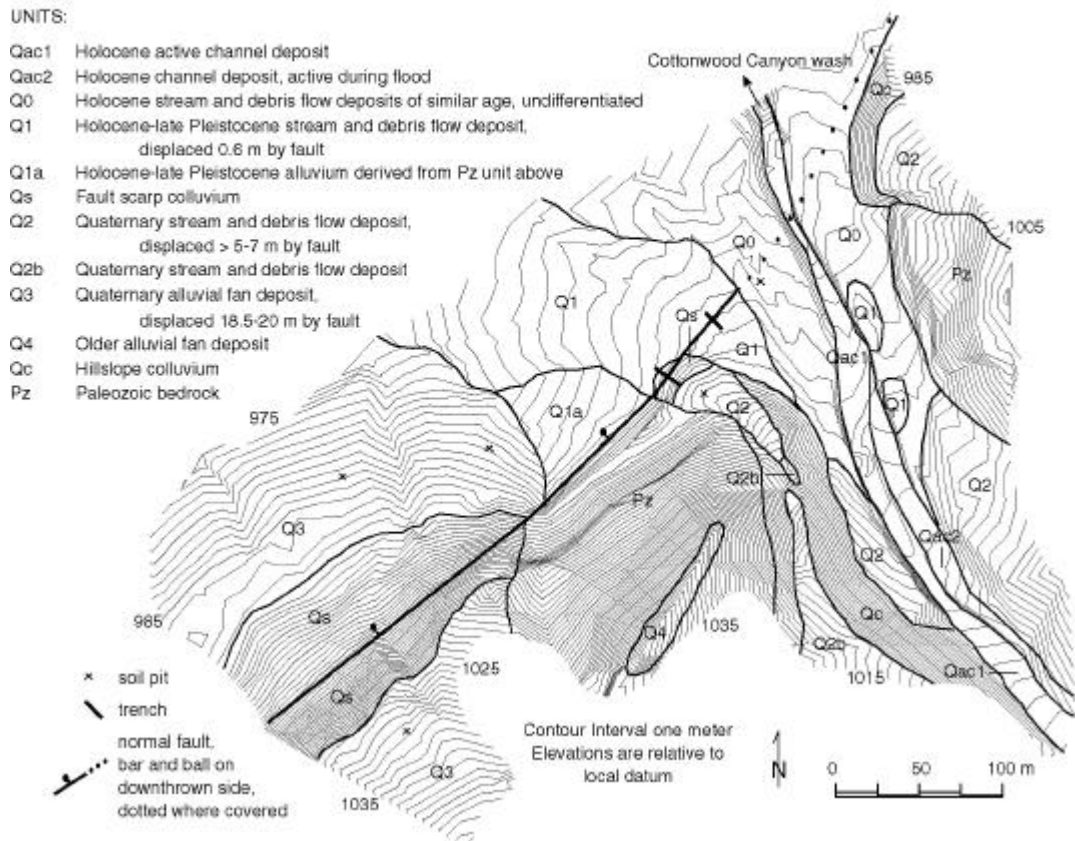 UNITS:
Qac1 Holocene active channel deposit
Qac2 Holocene channel deposit, active during flood
Q0 Holocene stream and debris flow deposits of similar age, undifferentiated
Q1 Holocene-late Pleistocene stream and debris flow deposit,
displaced 0.6 m by fault
Q1a Holocene-late Pleistocene alluvium derived from Pz unit above
Qs Fault scarp colluvium
Q2 Quaternary stream and debris flow deposit,
displaced > 5-7 m by fault
Q2b Quaternary stream and debris flow deposit
Q3 Quaternary alluvial fan deposit,
displaced 18.5-20 m by fault
Q4 Older alluvial fan deposit
Qc Hillslope colluvium
Pz Paleozoic bedrock
Cottonwood Canyon wash
985
Qc
Q2
1005
Q0
Q0
Pz
Q1
Qs
Q1
Q1
Qac1
Q1
Q1a
Q2
975
Q2b
Q2
Pz
Q3
Qac2
Q2
Qs
Qc
985
Q4
1035
Q2b
1025
1015
Qac1
Qs
Q3
1035
soil pit
trench
normal fault,
bar and ball on
downthrown side,
dotted where covered
Contour Interval one meter
Elevations are relative to
local datum
N
0 50 100 m